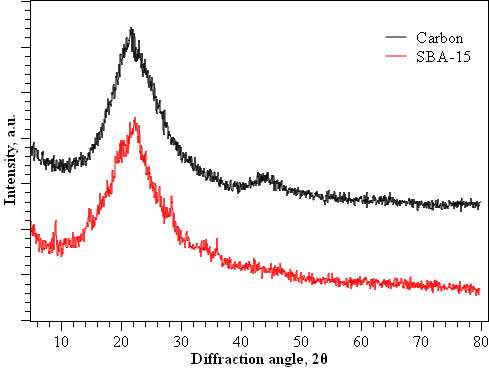 Carbon
SBA-15
Intensity, a.u.
10 20 30 40 50 60 70 80
Diffraction angle, 2θ